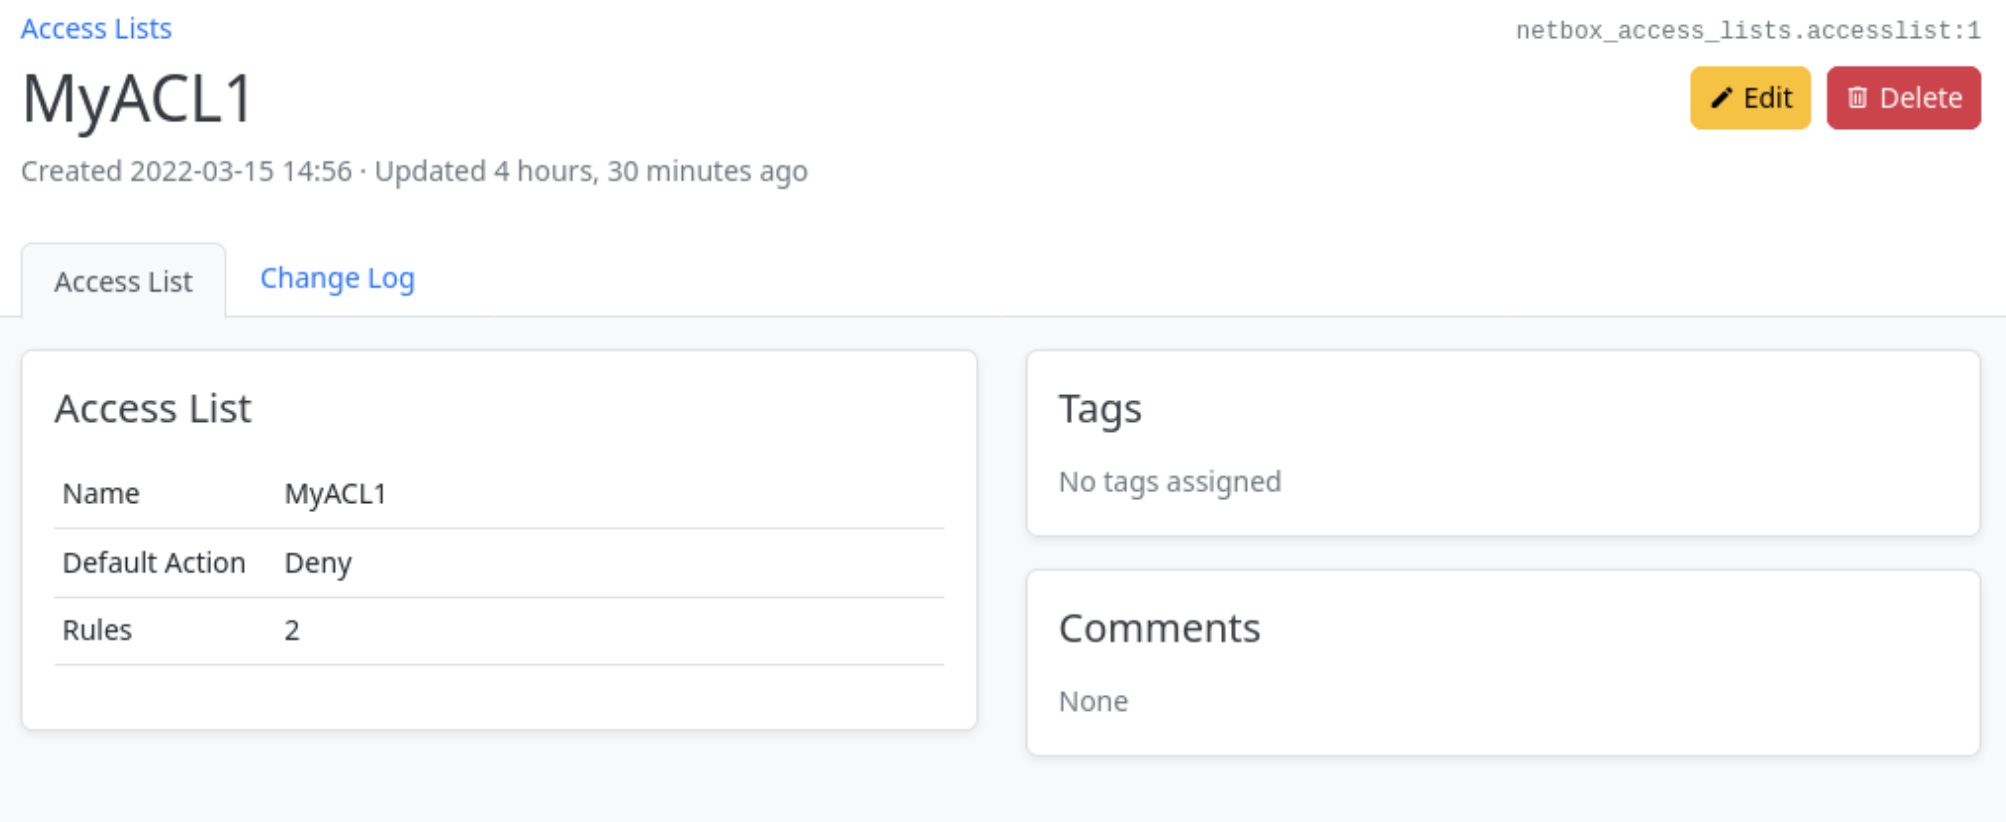 Access Lists
netbox_access_lists.accesslist:1
MyACL1
Edit
Delete
Created 2022-03-15 14:56 · Updated 4 hours, 30 minutes ago
Access List
Change Log
Access List
Name MyACL1
Default Action Deny
Rules 2
Tags
No tags assigned
Comments
None